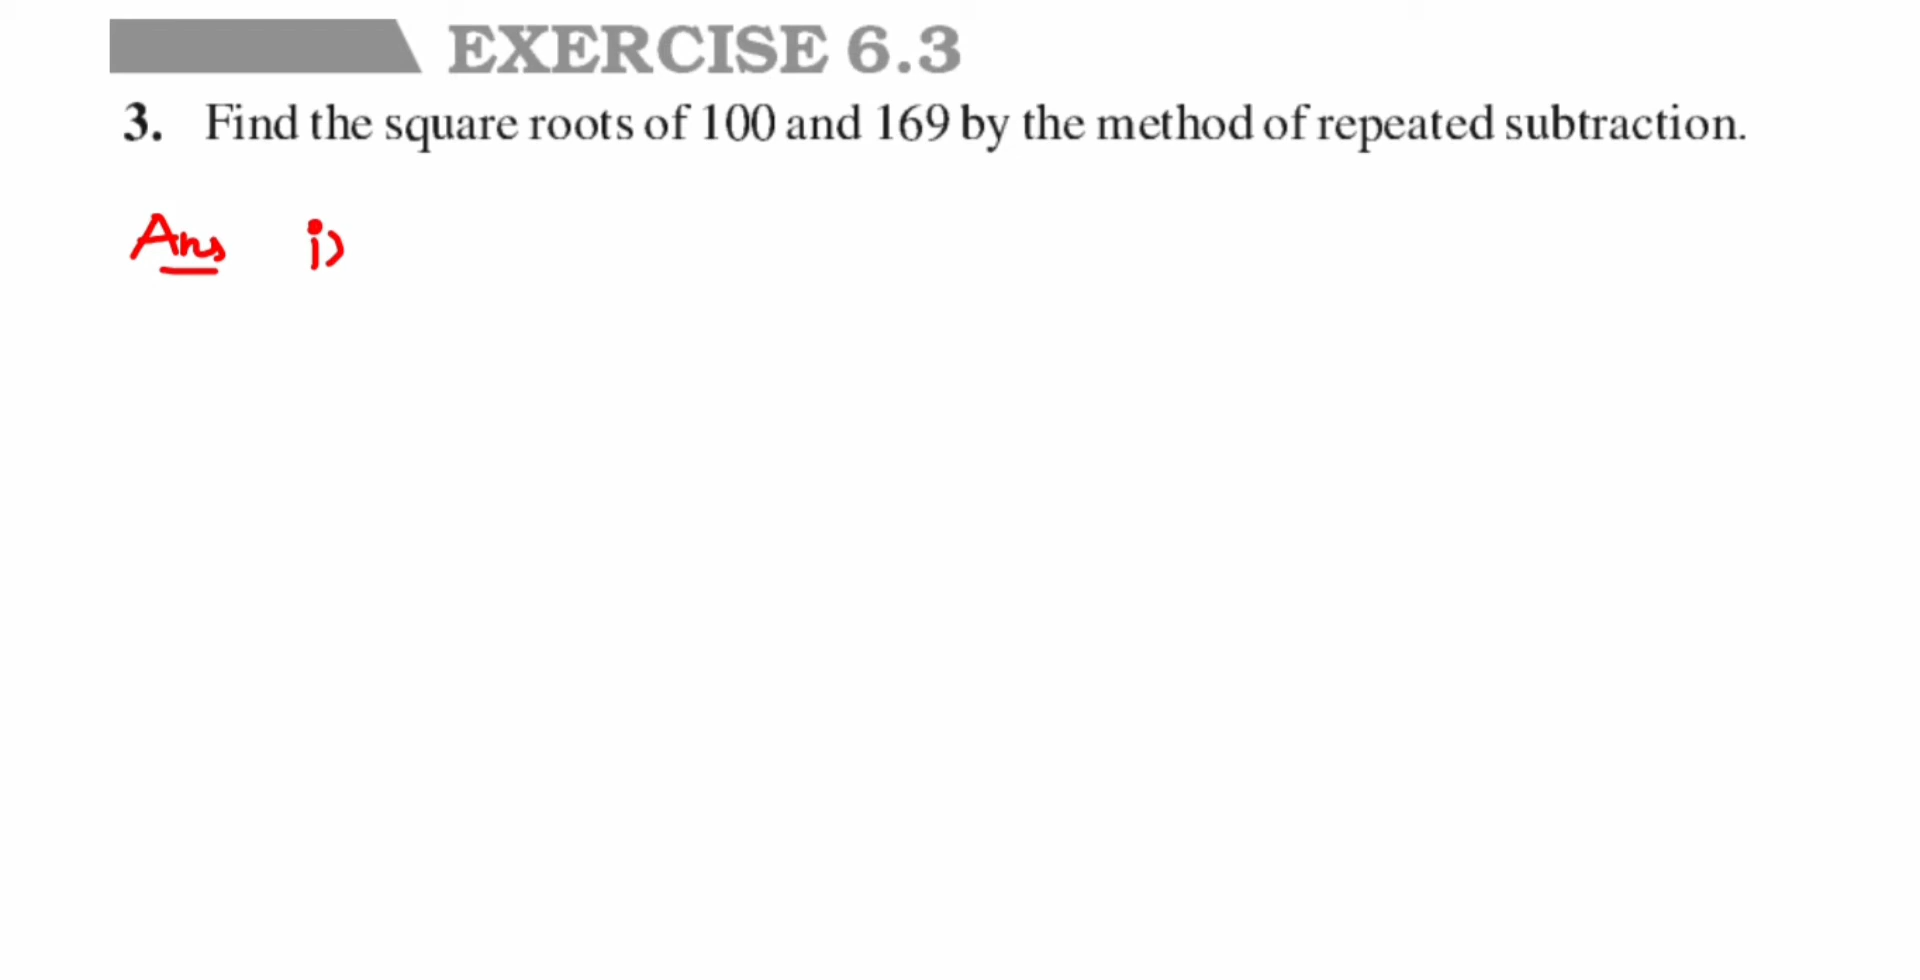 EXERCISE 6.3
3. Find the square roots of 100 and 169 by the method of repeated subtraction.
Ans i)